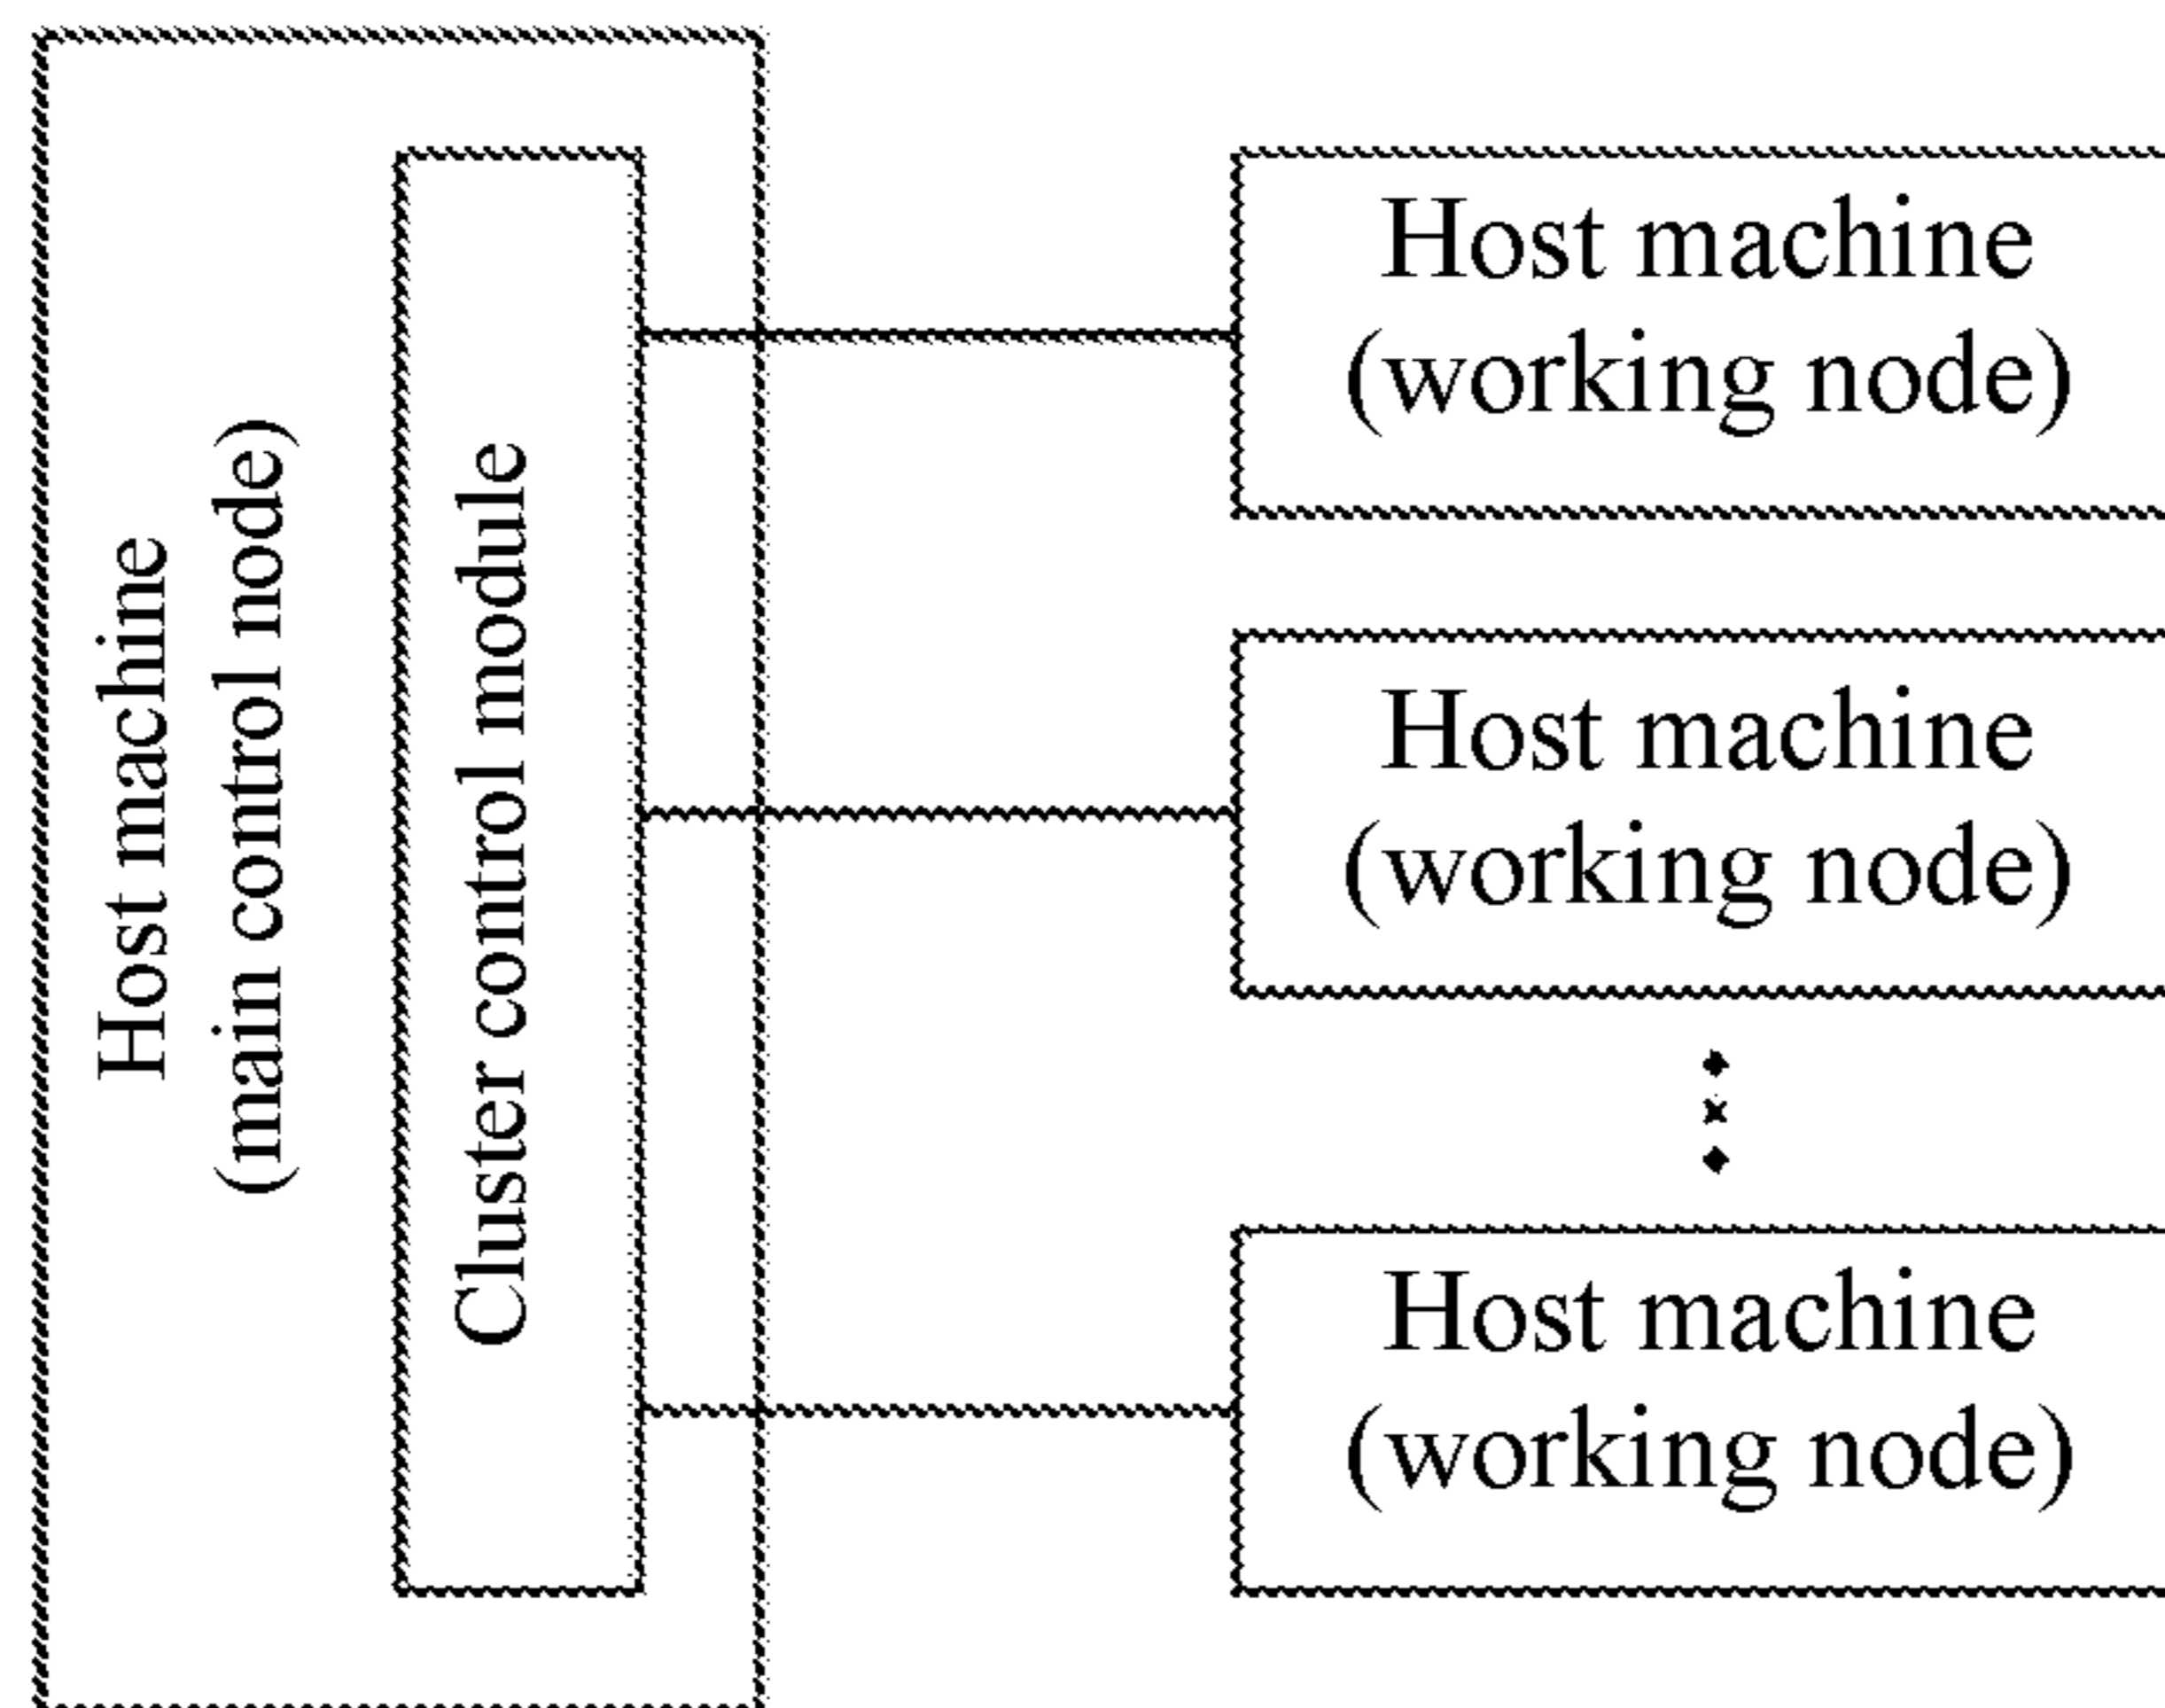 Host machine
(main control node)
Cluster control module
Host machine
(working node)
Host machine
(working node)
Host machine
(working node)